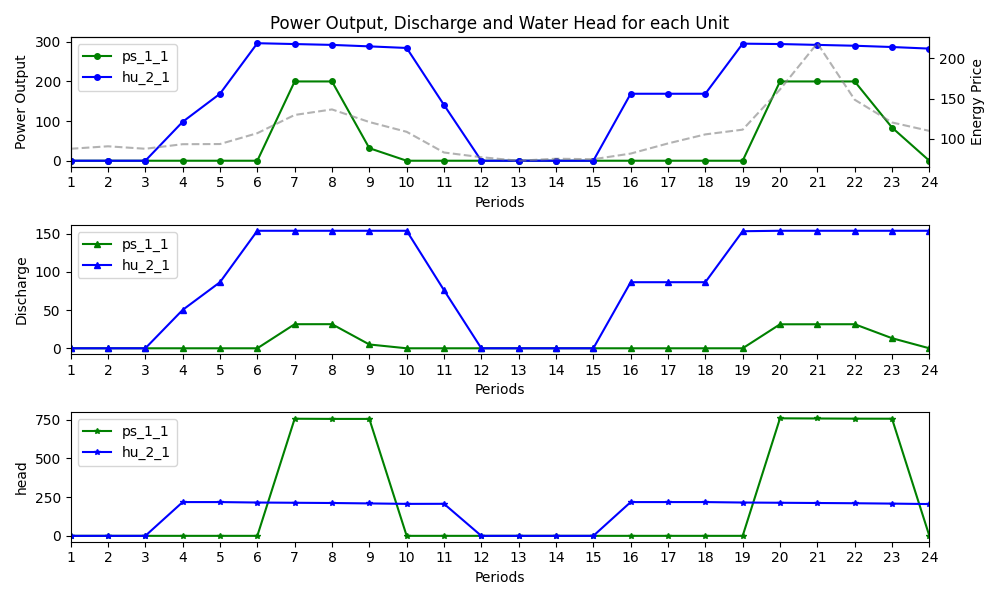 Power Output, Discharge and Water Head for each Unit
Power Output
300
200
100
0
ps_1_1
hu_2_1
200
150
100
Energy Price
1 2 3 4 5 6 7 8 9 10 11 12 13 14 15 16 17 18 19 20 21 22 23 24
Periods
Discharge
150
100
50
0
ps_1_1
hu_2_1
1 2 3 4 5 6 7 8 9 10 11 12 13 14 15 16 17 18 19 20 21 22 23 24
Periods
head
750
500
250
0
ps_1_1
hu_2_1
1 2 3 4 5 6 7 8 9 10 11 12 13 14 15 16 17 18 19 20 21 22 23 24
Periods